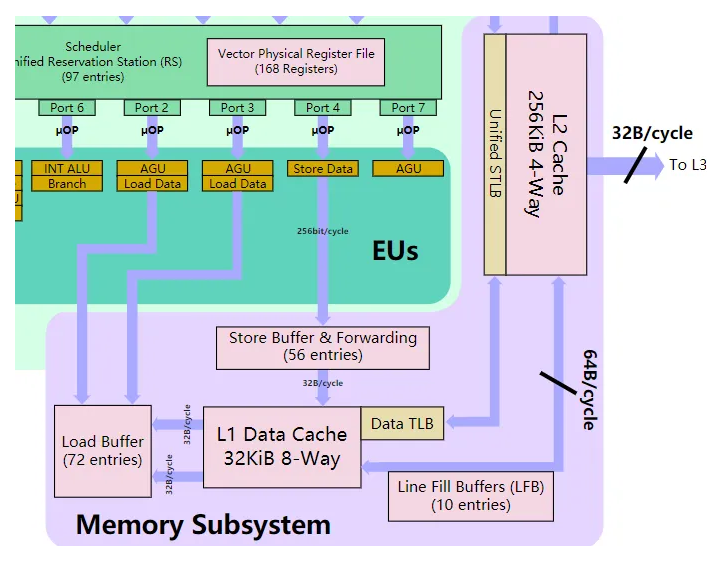 Scheduler
nified Reservation Station (RS)
(97 entries)
Vector Physical Register File
(168 Registers)
Port 6
Port 2
Port 3
Port 4
Port 7
µOP
µOP
µOP
µOP
µOP
INT ALU
Branch
AGU
Load Data
AGU
Load Data
Store Data
AGU
256bit/cycle
EUs
Unified STLB
L2 Cache
256KiB 4-Way
32B/cycle
To L3
64B/cycle
Store Buffer & Forwarding
(56 entries)
32B/cycle
Load Buffer
(72 entries)
32B/cycle
32B/cycle
L1 Data Cache
32KiB 8-Way
Data TLB
Line Fill Buffers (LFB)
(10 entries)
Memory Subsystem